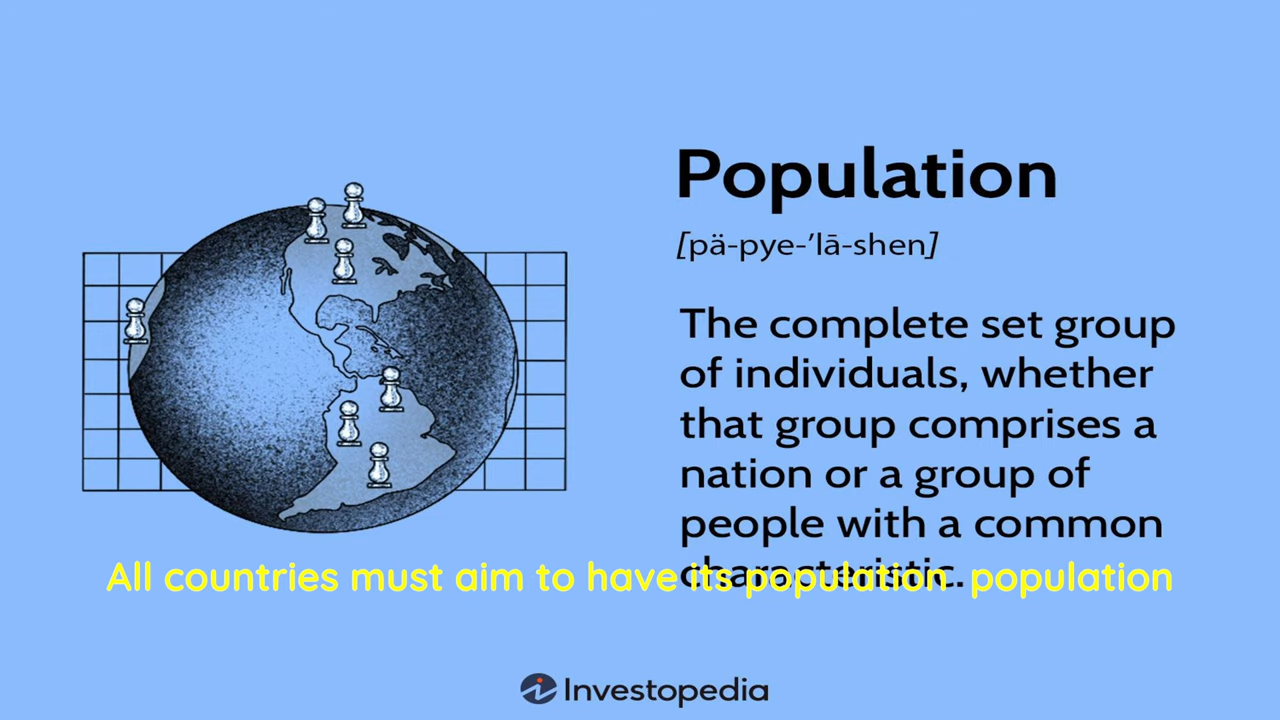 Population
[pä-pye-’lā-shen]
The complete set group
of individuals, whether
that group comprises a
nation or a group of
people with a common
characteristic.
All countries must aim to have its population population
Investopedia